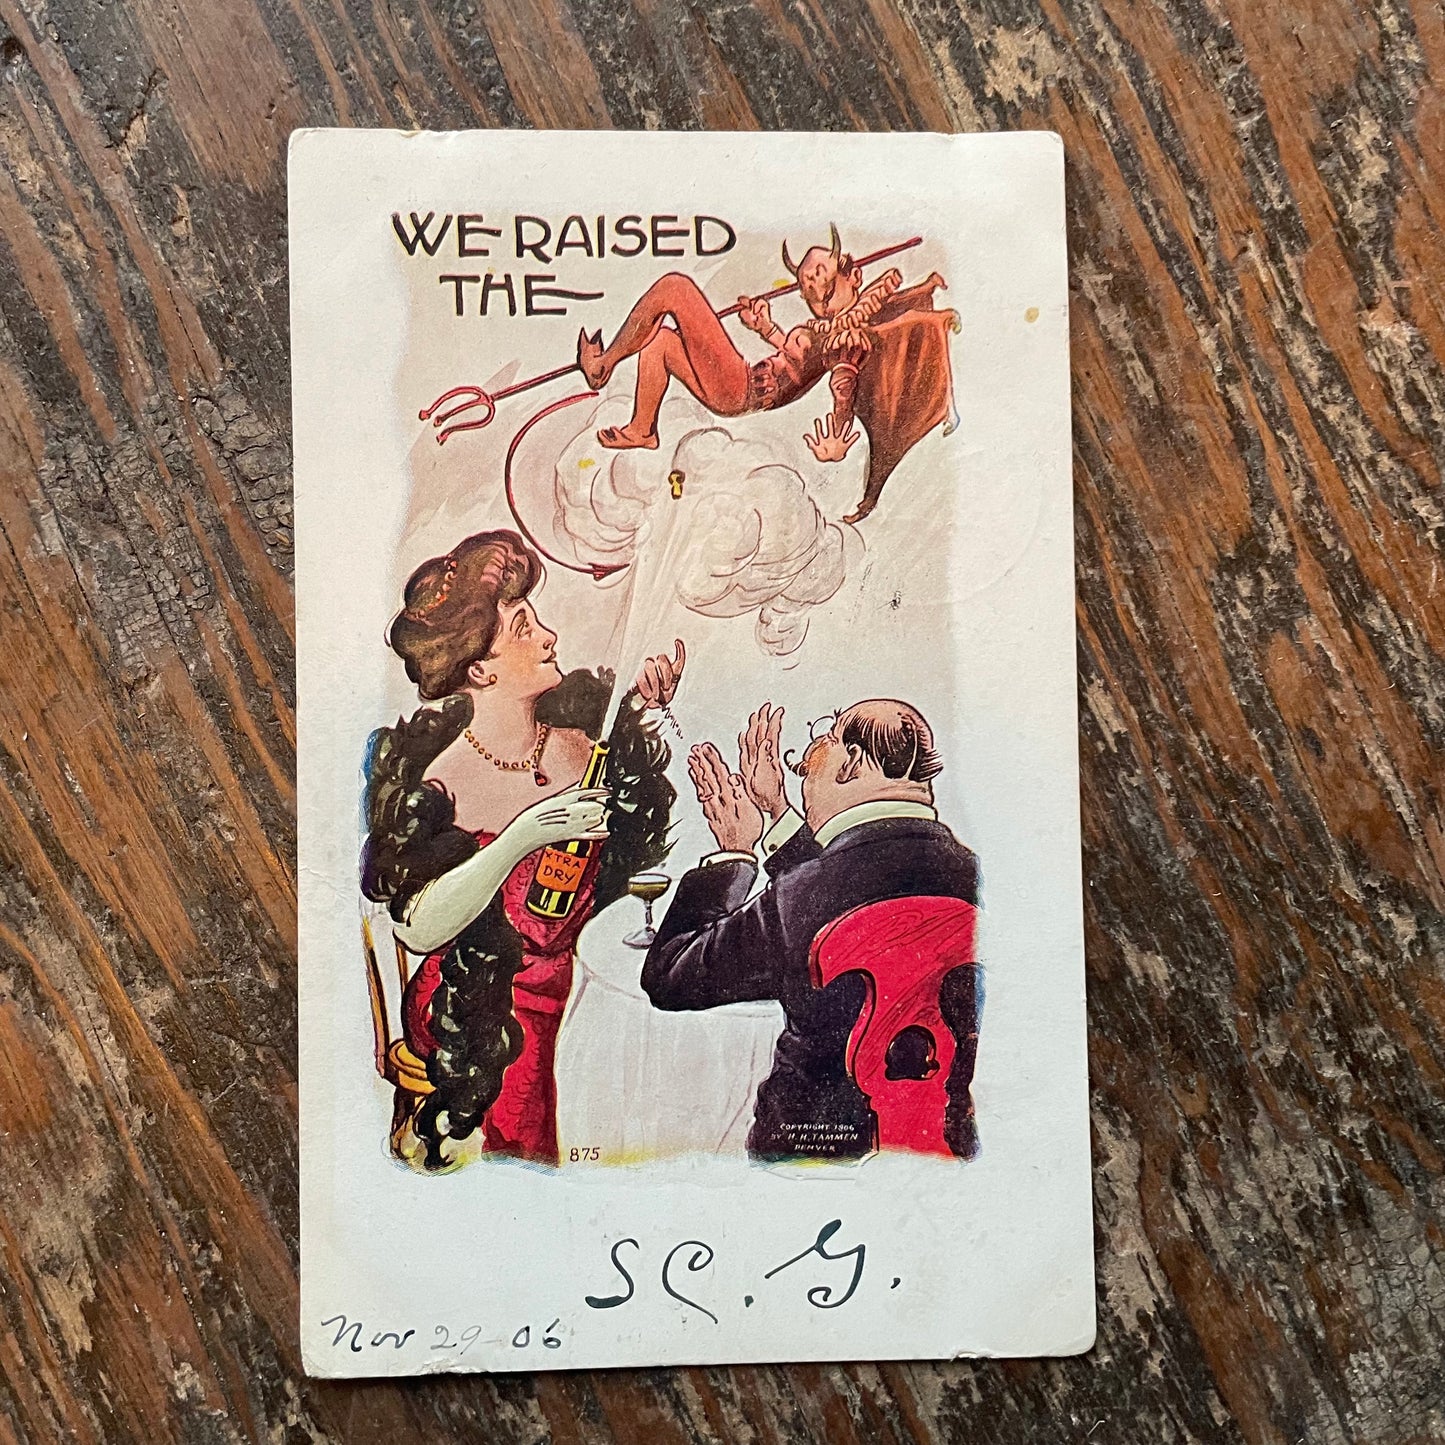 WE RAISED
THE
XTRA
DRY
COPYRIGHT 1906
BY H. H. TAMMEN
DENVER
875
S C. G.
Nov 29-06